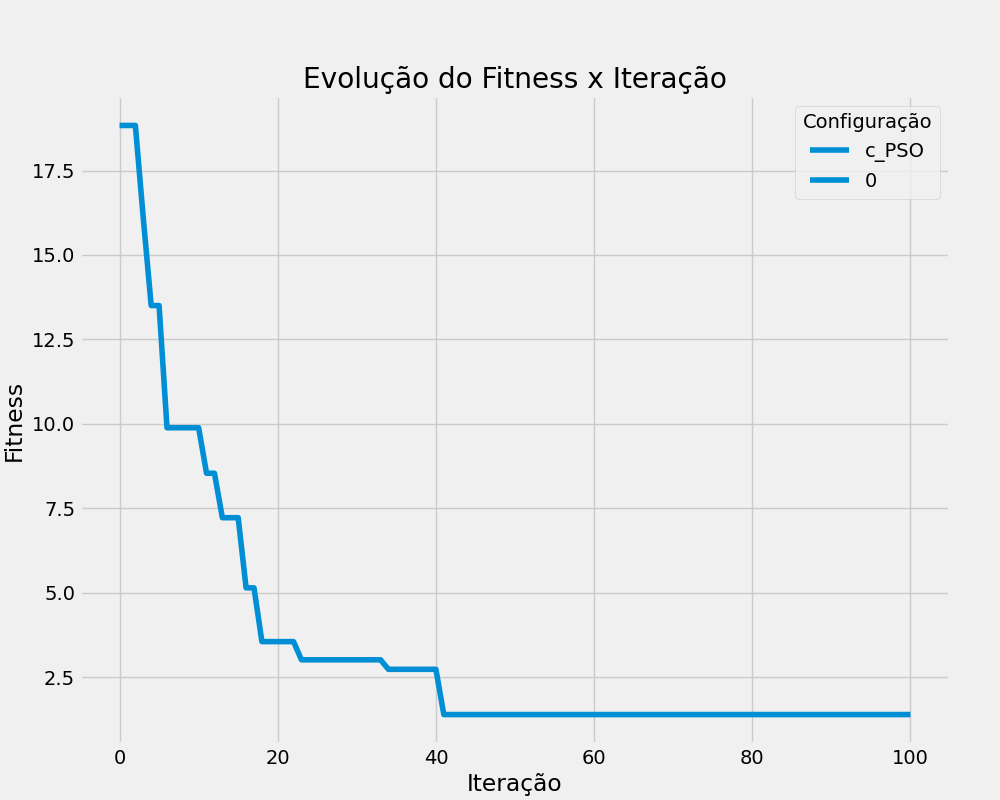 Evolução do Fitness x Iteração
Configuração
c_PSO
0
17.5
15.0
12.5
10.0
7.5
5.0
2.5
Fitness
0 20 40 60 80 100
Iteração